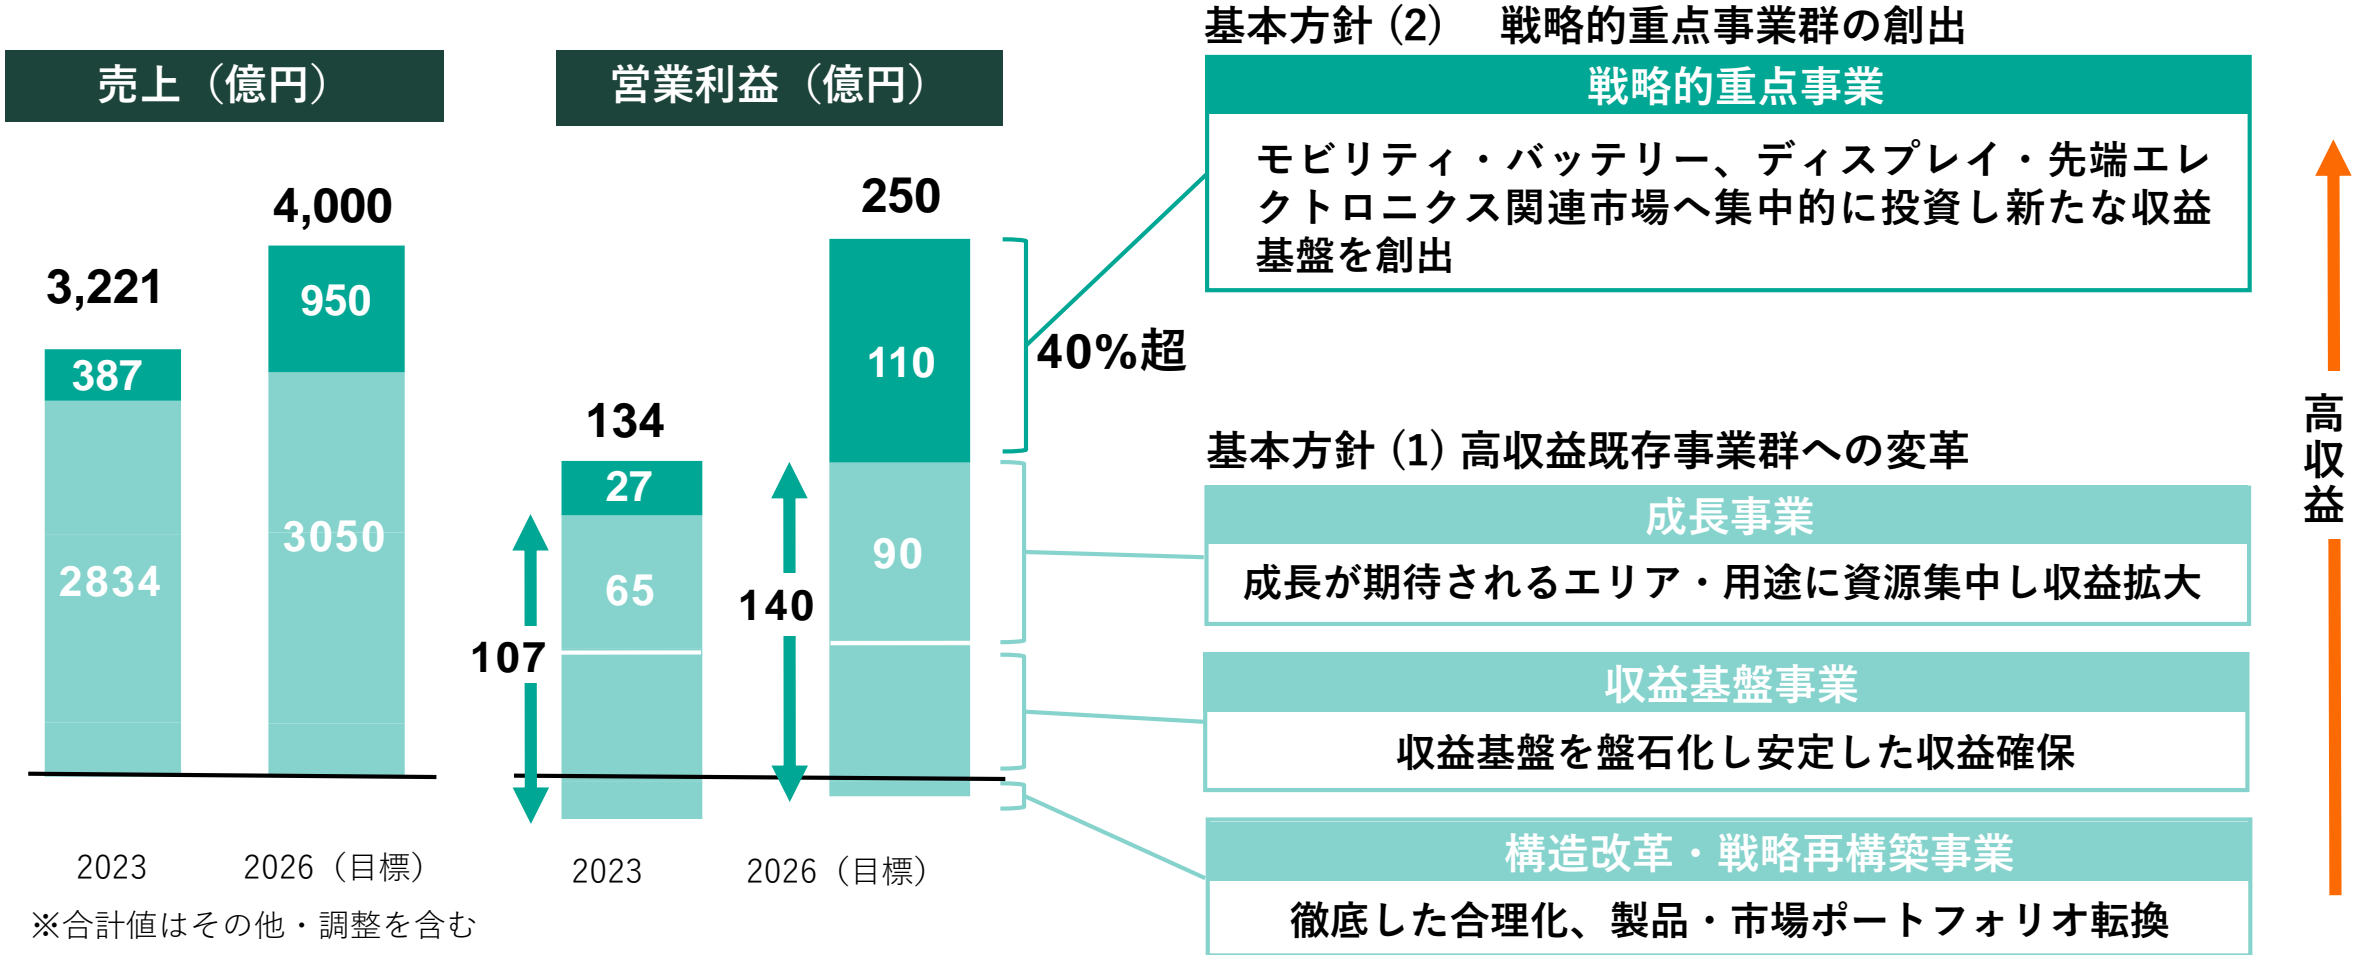 売上（億円）
3,221
387
2834
4,000
950
3050
2023
2026（目標）
※合計値はその他・調整を含む
営業利益（億円）
134
27
65
107
250
110
90
140
40%超
2023
2026（目標）
基本方針 (2)　戦略的重点事業群の創出
戦略的重点事業
モビリティ・バッテリー、ディスプレイ・先端エレ
クトロニクス関連市場へ集中的に投資し新たな収益
基盤を創出
基本方針 (1) 高収益既存事業群への変革
成長事業
成長が期待されるエリア・用途に資源集中し収益拡大
収益基盤事業
収益基盤を盤石化し安定した収益確保
構造改革・戦略再構築事業
徹底した合理化、製品・市場ポートフォリオ転換
高収益